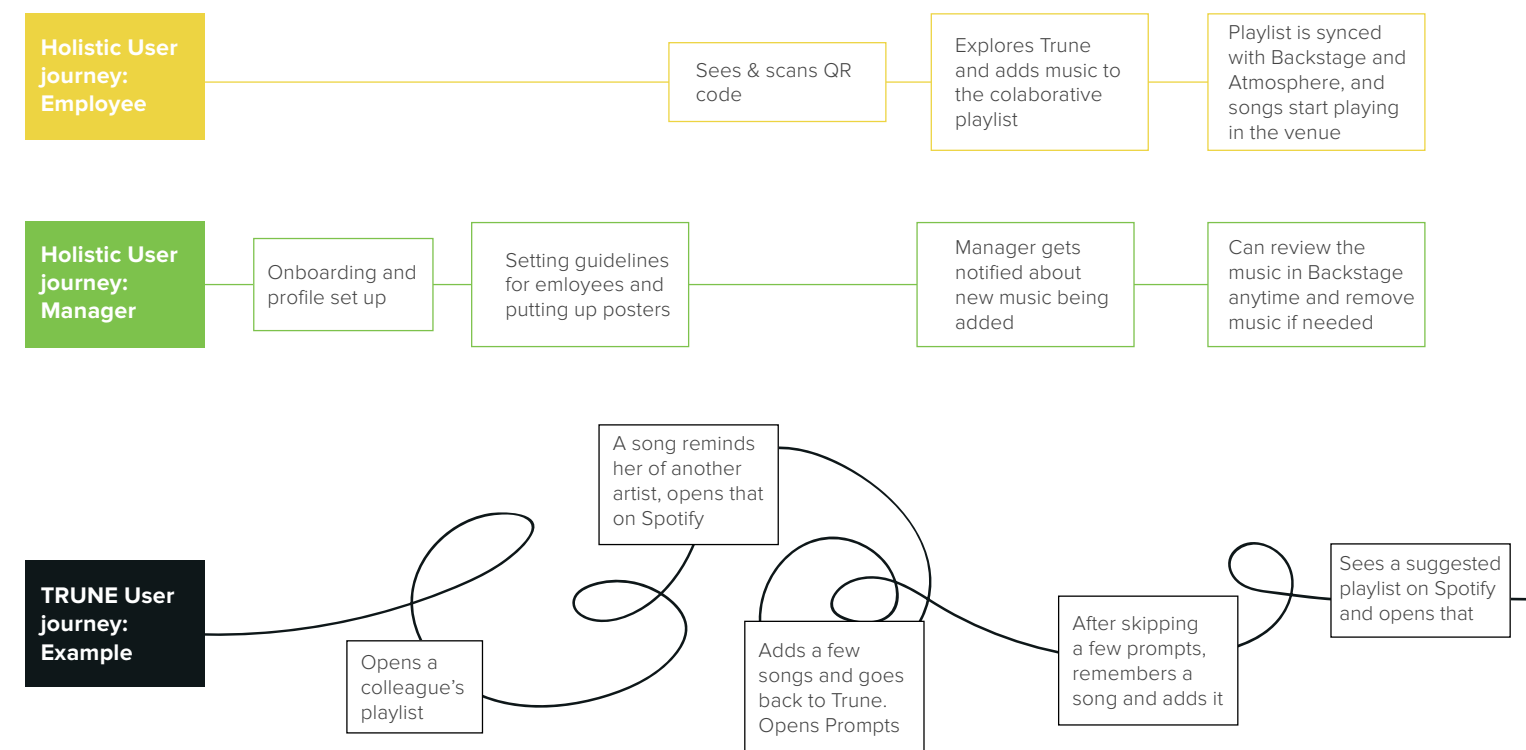 Holistic User
journey:
Employee
Sees & scans QR
code
Explores Trune
and adds music to
the colaborative
playlist
Playlist is synced
with Backstage and
Atmosphere, and
songs start playing
in the venue
Holistic User
journey:
Manager
Onboarding and
profile set up
Setting guidelines
for emloyees and
putting up posters
Manager gets
notified about
new music being
added
Can review the
music in Backstage
anytime and remove
music if needed
TRUNE User
journey:
Example
Opens a
colleague’s
playlist
A song reminds
her of another
artist, opens that
on Spotify
Adds a few
songs and goes
back to Trune.
Opens Prompts
After skipping
a few prompts,
remembers a
song and adds it
Sees a suggested
playlist on Spotify
and opens that